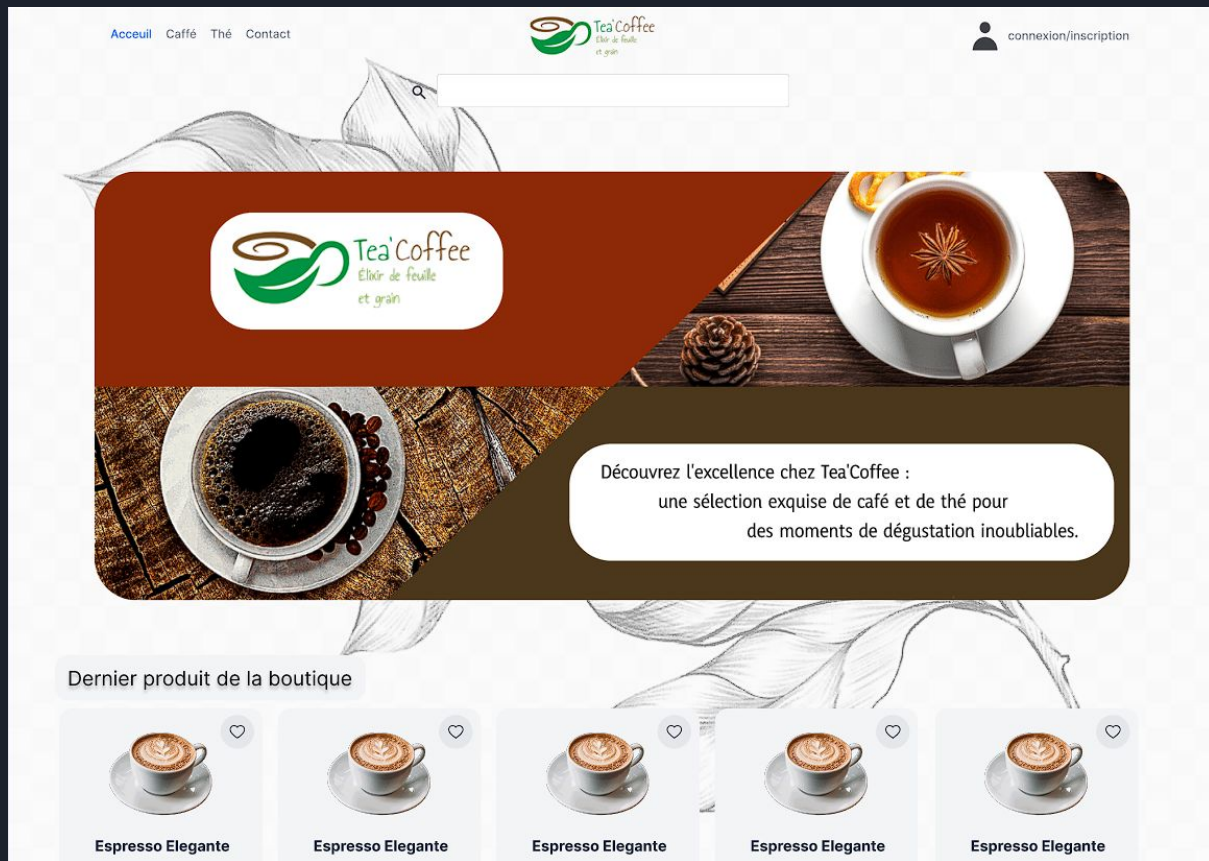 Acceuil Caffé Thé Contact
Tea'Coffee
Élixir de feuille
et grain
connexion/inscription
Tea'Coffee
Élixir de feuille
et grain
Découvrez l'excellence chez Tea'Coffee :
une sélection exquise de café et de thé pour
des moments de dégustation inoubliables.
Dernier produit de la boutique
Espresso Elegante Espresso Elegante Espresso Elegante Espresso Elegante Espresso Elegante